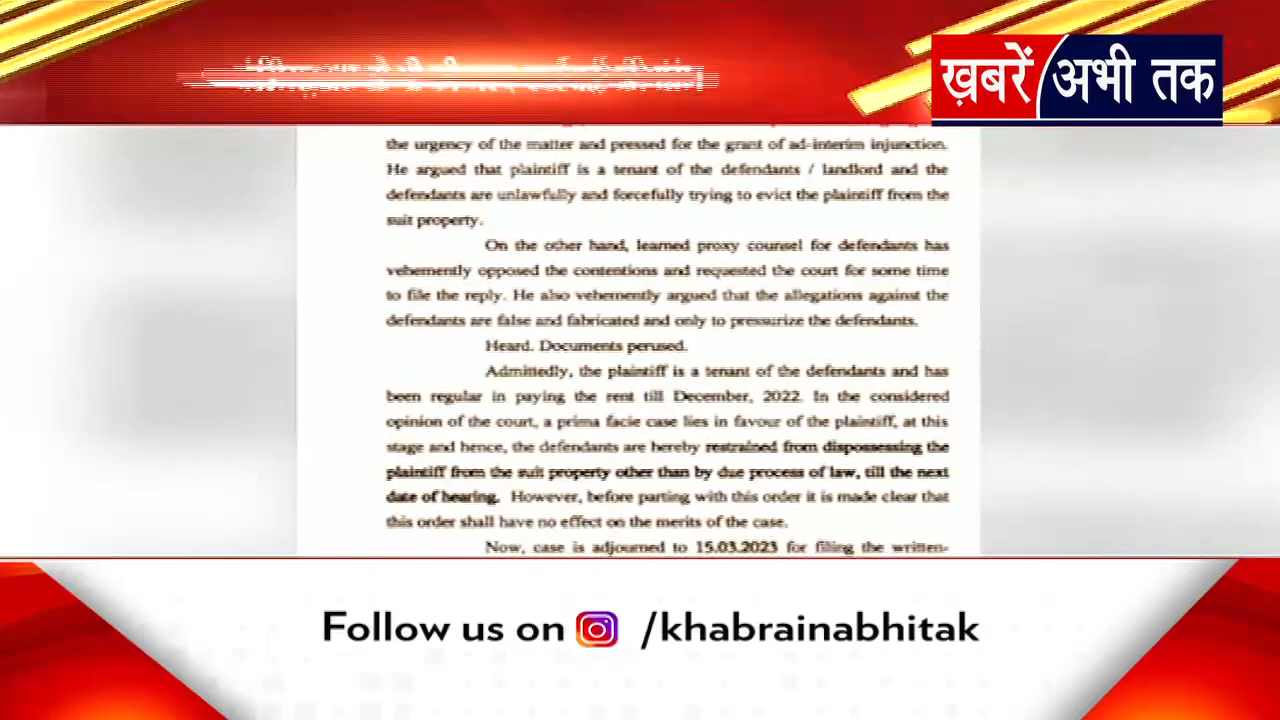 ख़बरें अभी तक
the urgency of the matter and pressed for the grant of ad-interim injunction.
He argued that plaintiff is a tenant of the defendants / landlord and the
defendants are unlawfully and forcefully trying to evict the plaintiff from the
suit property.
On the other hand, learned proxy counsel for defendants has
vehemently opposed the contentions and requested the court for some time
to file the reply. He also vehemently argued that the allegations against the
defendants are false and fabricated and only to pressurize the defendants.
Heard. Documents perused.
Admittedly, the plaintiff is a tenant of the defendants and has
been regular in paying the rent till December, 2022. In the considered
opinion of the court, a prima facie case lies in favour of the plaintiff, at this
stage and hence, the defendants are hereby restrained from dispossessing the
plaintiff from the suit property other than by due process of law, till the next
date of hearing. However, before parting with this order it is made clear that
this order shall have no effect on the merits of the case.
Now, case is adjourned to 15.03.2023 for filing the written-
Follow us on /khabrainabhitak